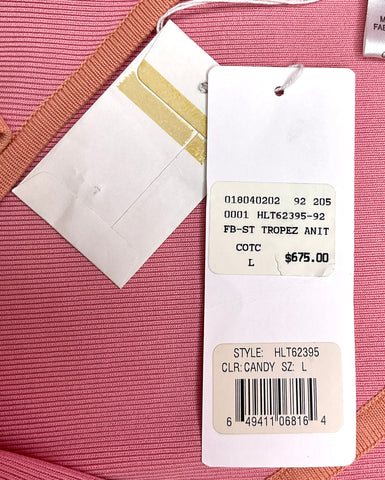 M
FAB
018040202 92 205
0001 HLT62395-92
FB-ST TROPEZ ANIT
COTC
L $675.00
STYLE: HLT62395
CLR:CANDY SZ: L
6 49411 06816 4